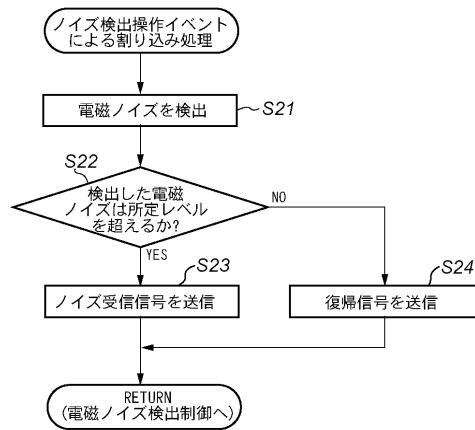 ノイズ検出操作イベント
による割り込み処理
電磁ノイズを検出
S21
S22
検出した電磁
ノイズは所定レベル
を超えるか?
NO
YES
S23
ノイズ受信信号を送信
S24
復帰信号を送信
RETURN
(電磁ノイズ検出制御へ)